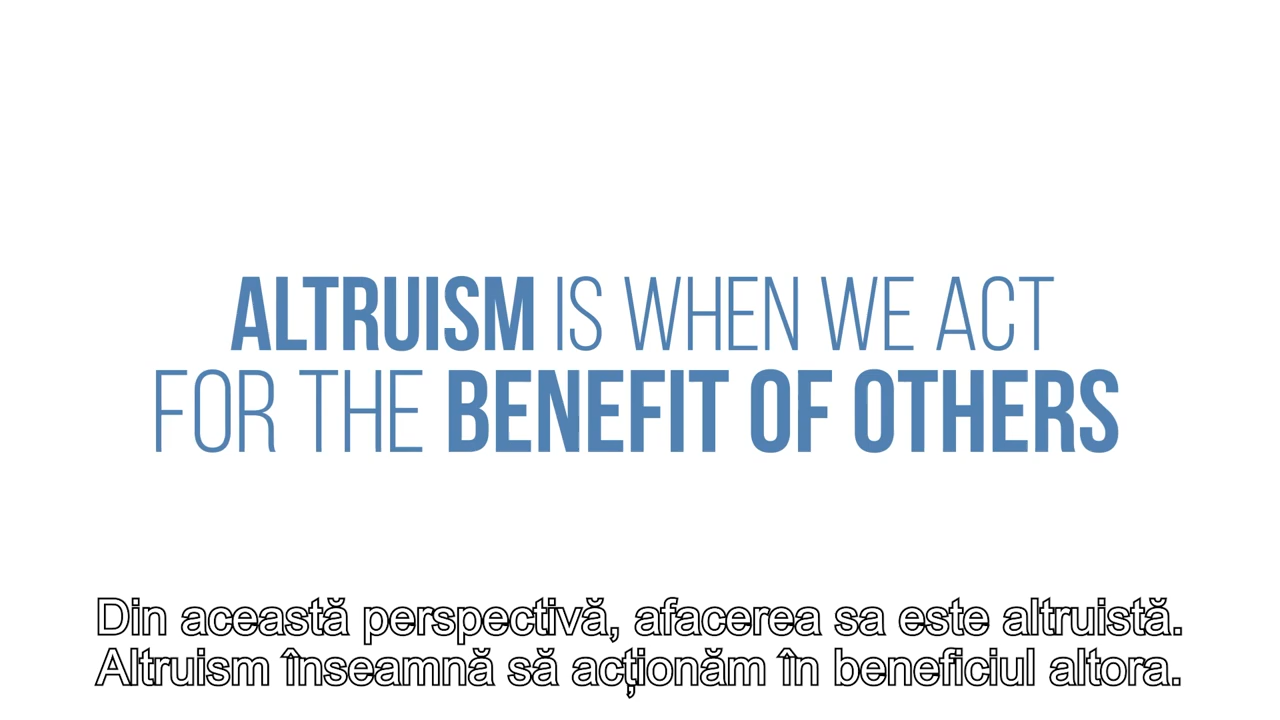 ALTRUISM IS WHEN WE ACT
FOR THE BENEFIT OF OTHERS
Din această perspectivă, afacerea sa este altruistă.
Altruism înseamnă să acționăm în beneficiul altora.